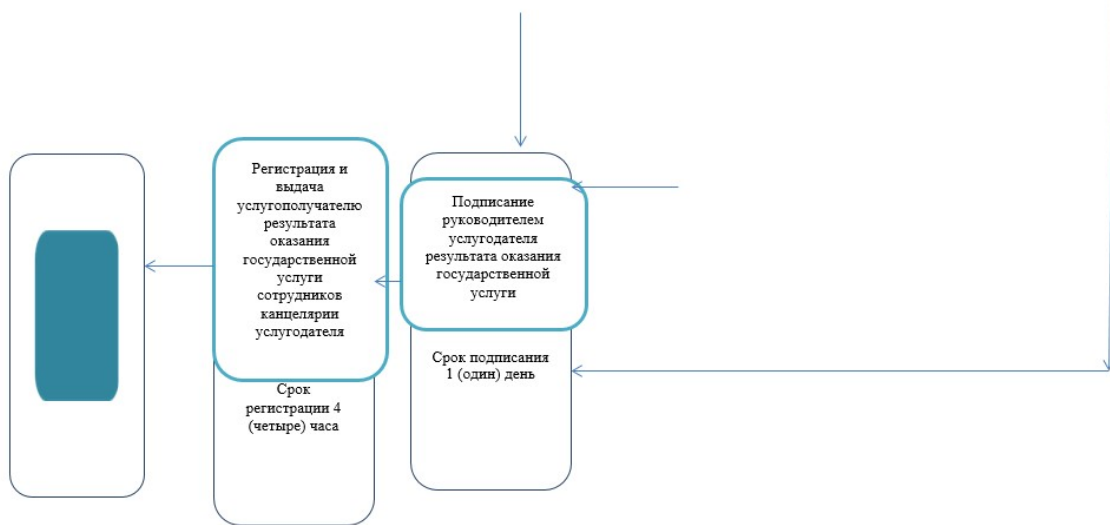 Регистрация и
выдача
услугополучателю
результата
оказания
государственной
услуги
сотрудников
канцелярии
услугодателя
Срок
регистрации 4
(четыре) часа
Подписание
руководителем
услугодателя
результата оказания
государственной
услуги
Срок подписания
1 (один) день